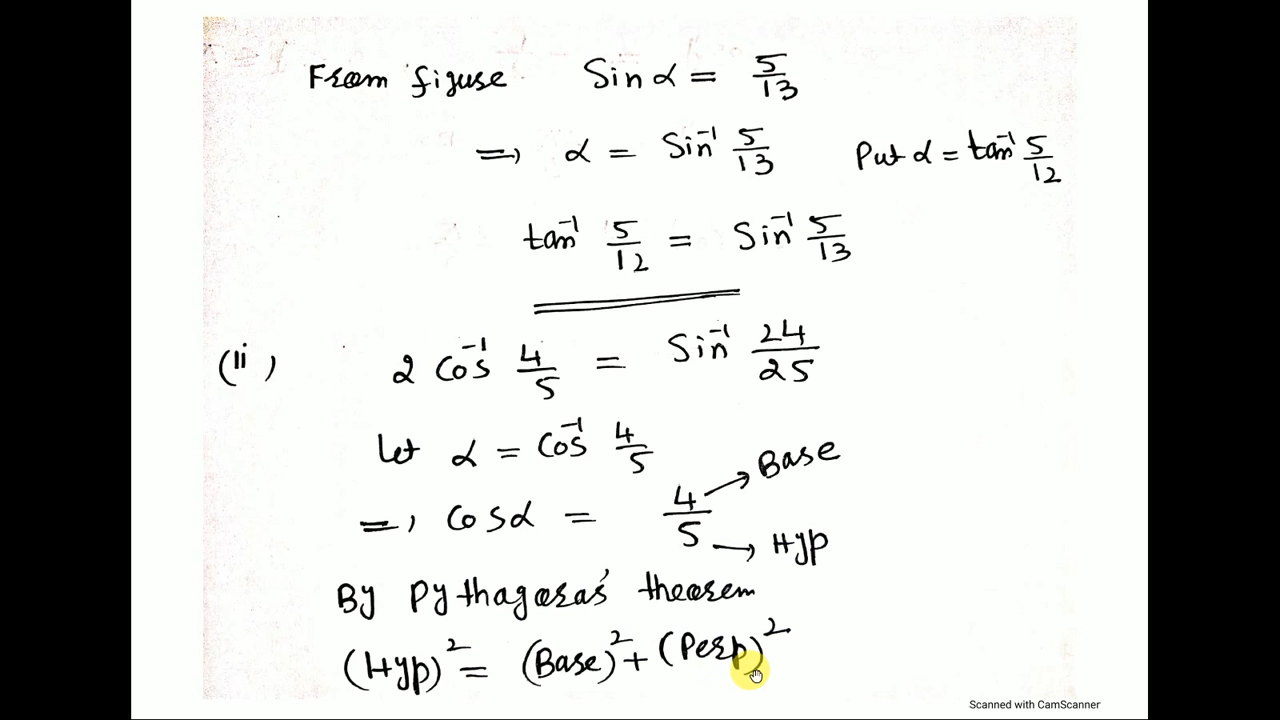 From figure Sin α = 5/13
⇒ α = Sin⁻¹ 5/13 Put α = tan⁻¹ 5/12
tan⁻¹ 5/12 = Sin⁻¹ 5/13
(ii) 2 Cos⁻¹ 4/5 = Sin⁻¹ 24/25
Let α = Cos⁻¹ 4/5
⇒ Cosα = 4/5 → Base
→ Hyp
By Pythagoras' theorem
(Hyp)² = (Base)² + (Perp)²
Scanned with CamScanner